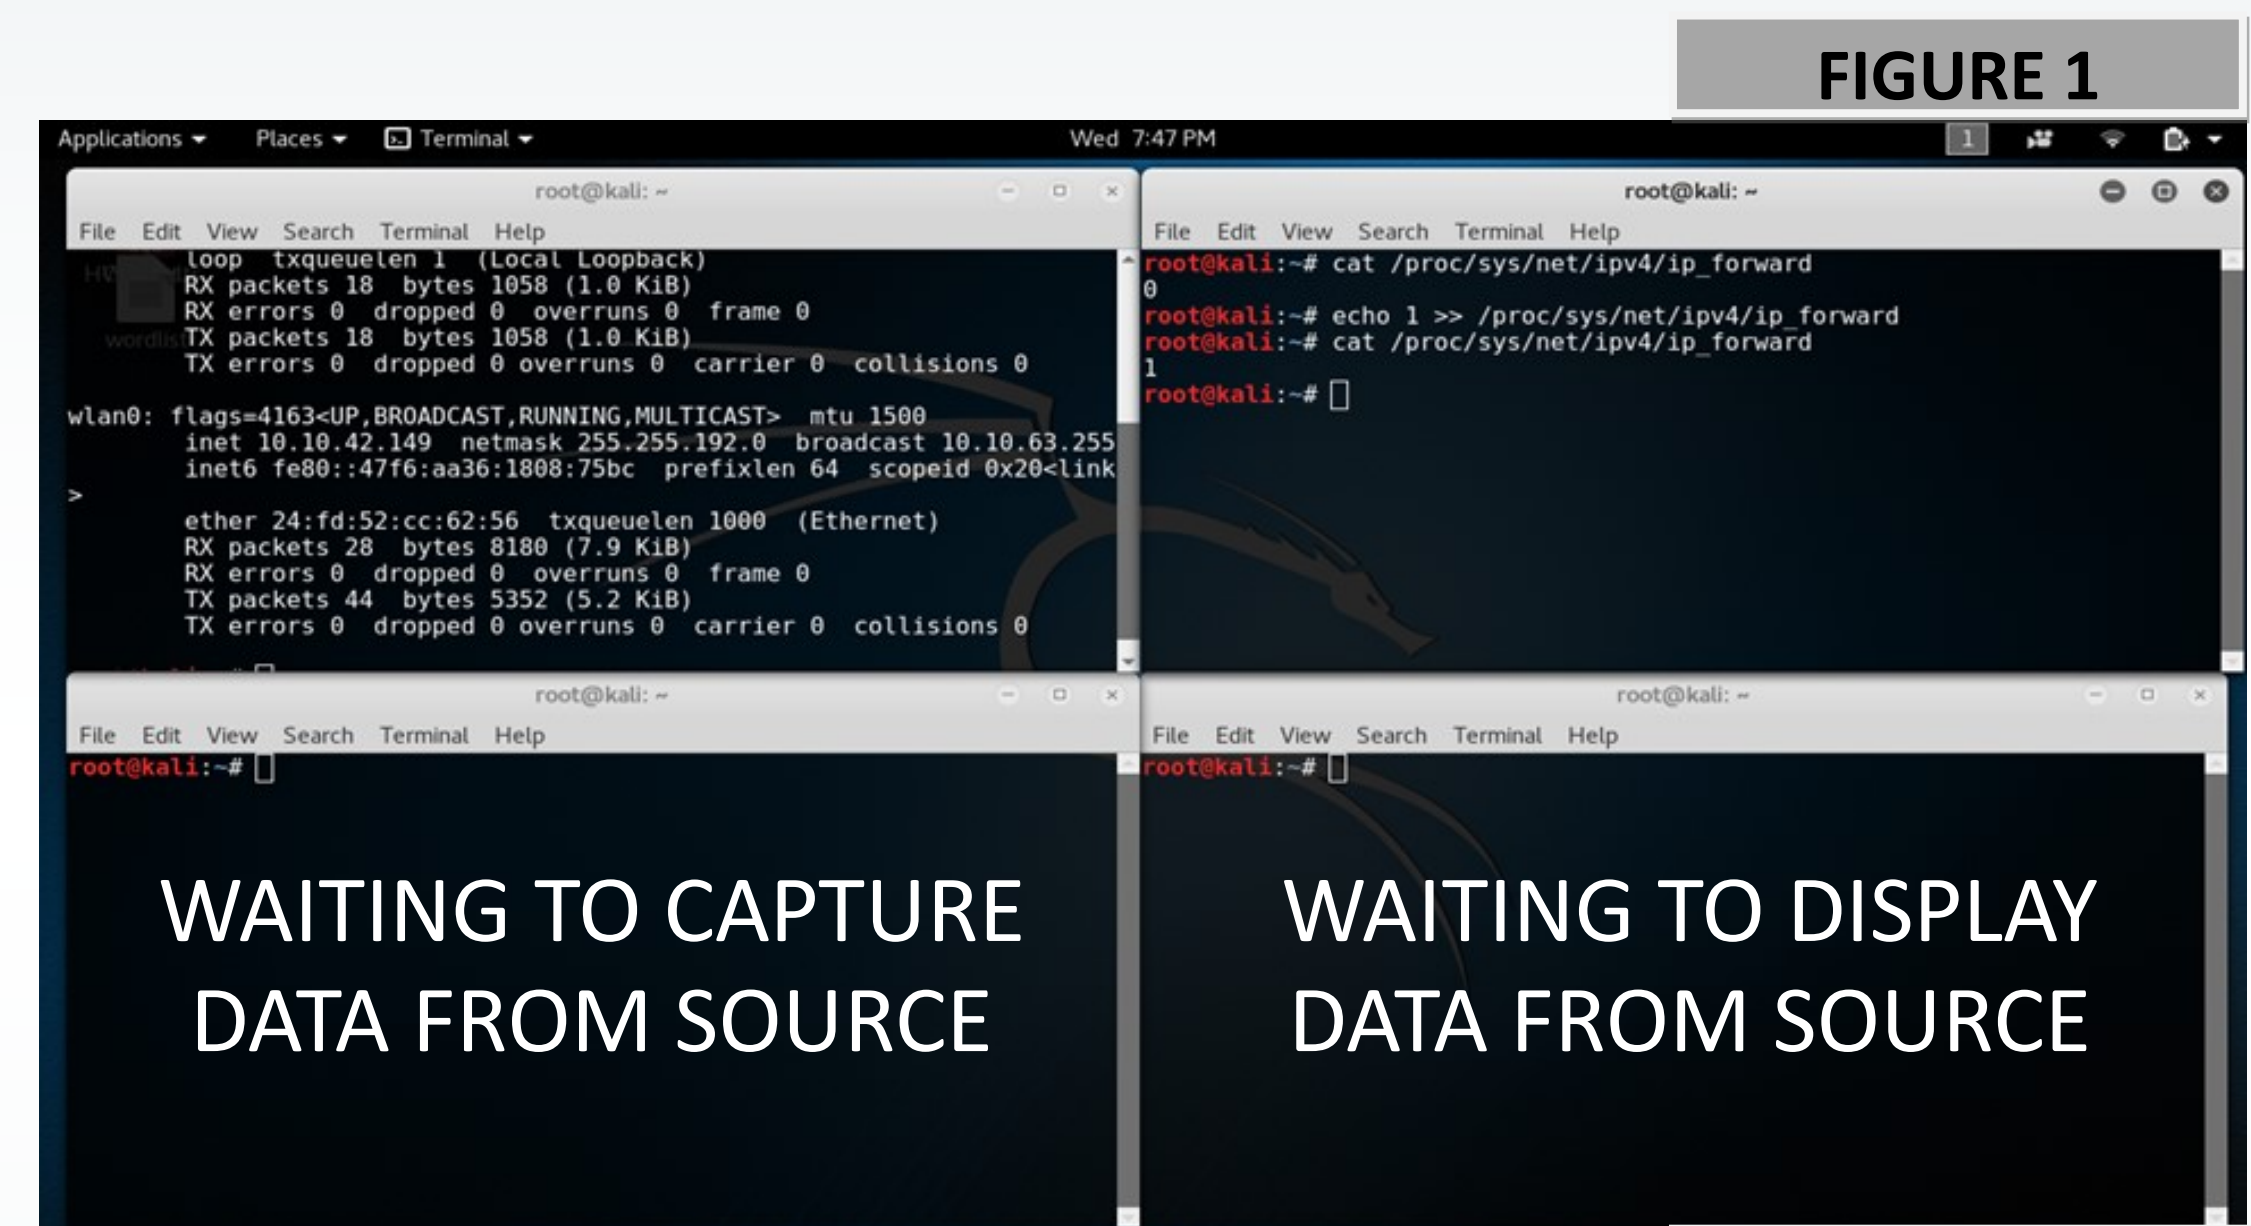 FIGURE 1
Applications Places Terminal Wed 7:47 PM 1
root@kali: ~
File Edit View Search Terminal Help
loop txqueuelen 1 (Local Loopback)
RX packets 18 bytes 1058 (1.0 KiB)
RX errors 0 dropped 0 overruns 0 frame 0
wordlist
TX packets 18 bytes 1058 (1.0 KiB)
TX errors 0 dropped 0 overruns 0 carrier 0 collisions 0
wlan0: flags=4163<UP,BROADCAST,RUNNING,MULTICAST> mtu 1500
inet 10.10.42.149 netmask 255.255.192.0 broadcast 10.10.63.255
inet6 fe80::47f6:aa36:1808:75bc prefixlen 64 scopeid 0x20<link
>
ether 24:fd:52:cc:62:56 txqueuelen 1000 (Ethernet)
RX packets 28 bytes 8180 (7.9 KiB)
RX errors 0 dropped 0 overruns 0 frame 0
TX packets 44 bytes 5352 (5.2 KiB)
TX errors 0 dropped 0 overruns 0 carrier 0 collisions 0
root@kali: ~
File Edit View Search Terminal Help
root@kali:~# cat /proc/sys/net/ipv4/ip_forward
0
root@kali:~# echo 1 >> /proc/sys/net/ipv4/ip_forward
root@kali:~# cat /proc/sys/net/ipv4/ip_forward
1
root@kali:~#
root@kali: ~
File Edit View Search Terminal Help
root@kali:~#
WAITING TO CAPTURE
DATA FROM SOURCE
root@kali: ~
File Edit View Search Terminal Help
root@kali:~#
WAITING TO DISPLAY
DATA FROM SOURCE